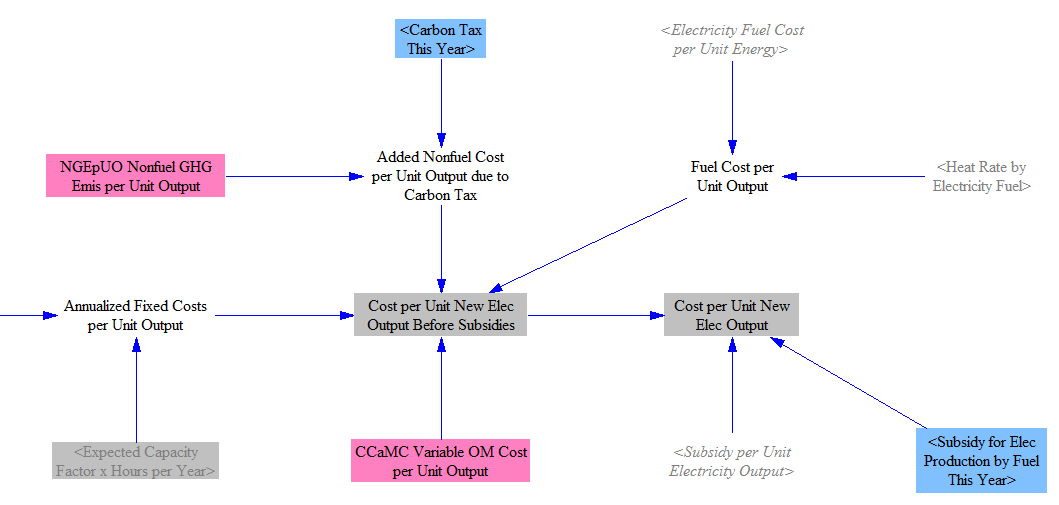 <Carbon Tax
This Year>
<Electricity Fuel Cost
per Unit Energy>
NGEpUO Nonfuel GHG
Emis per Unit Output
Added Nonfuel Cost
per Unit Output due to
Carbon Tax
Fuel Cost per
Unit Output
<Heat Rate by
Electricity Fuel>
Annualized Fixed Costs
per Unit Output
Cost per Unit New Elec
Output Before Subsidies
Cost per Unit New
Elec Output
<Expected Capacity
Factor x Hours per Year>
CCaMC Variable OM Cost
per Unit Output
<Subsidy per Unit
Electricity Output>
<Subsidy for Elec
Production by Fuel
This Year>